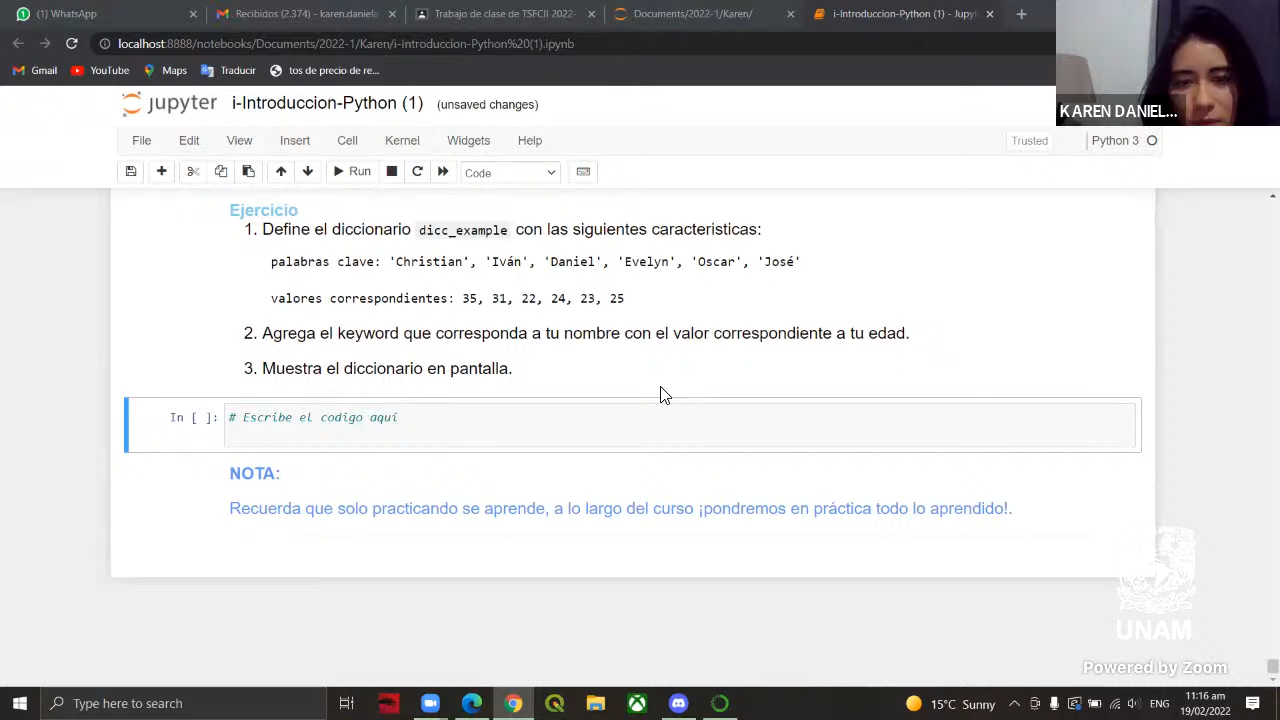 (1) WhatsApp
Recibidos (2.374) - karen.daniela
Trabajo de clase de TSFCII 2022-
Documents/2022-1/Karen/
i-Introduccion-Python (1) - Jupyt
localhost:8888/notebooks/Documents/2022-1/Karen/i-Introduccion-Python%20(1).ipynb
Gmail
YouTube
Maps
Traducir
tos de precio de re...
KAREN DANIEL...
jupyter
i-Introduccion-Python (1) (unsaved changes)
File Edit View Insert Cell Kernel Widgets Help
Trusted
Python 3
Run
Code
Ejercicio
1. Define el diccionario dicc_example con las siguientes caracteristicas:
palabras clave: 'Christian', 'Iván', 'Daniel', 'Evelyn', 'Oscar', 'José'
valores correspondientes: 35, 31, 22, 24, 23, 25
2. Agrega el keyword que corresponda a tu nombre con el valor correspondiente a tu edad.
3. Muestra el diccionario en pantalla.
In [ ]: # Escribe el codigo aquí
NOTA:
Recuerda que solo practicando se aprende, a lo largo del curso ¡pondremos en práctica todo lo aprendido!.
UNAM
Powered by Zoom
Type here to search
15°C Sunny
11:16 am
19/02/2022